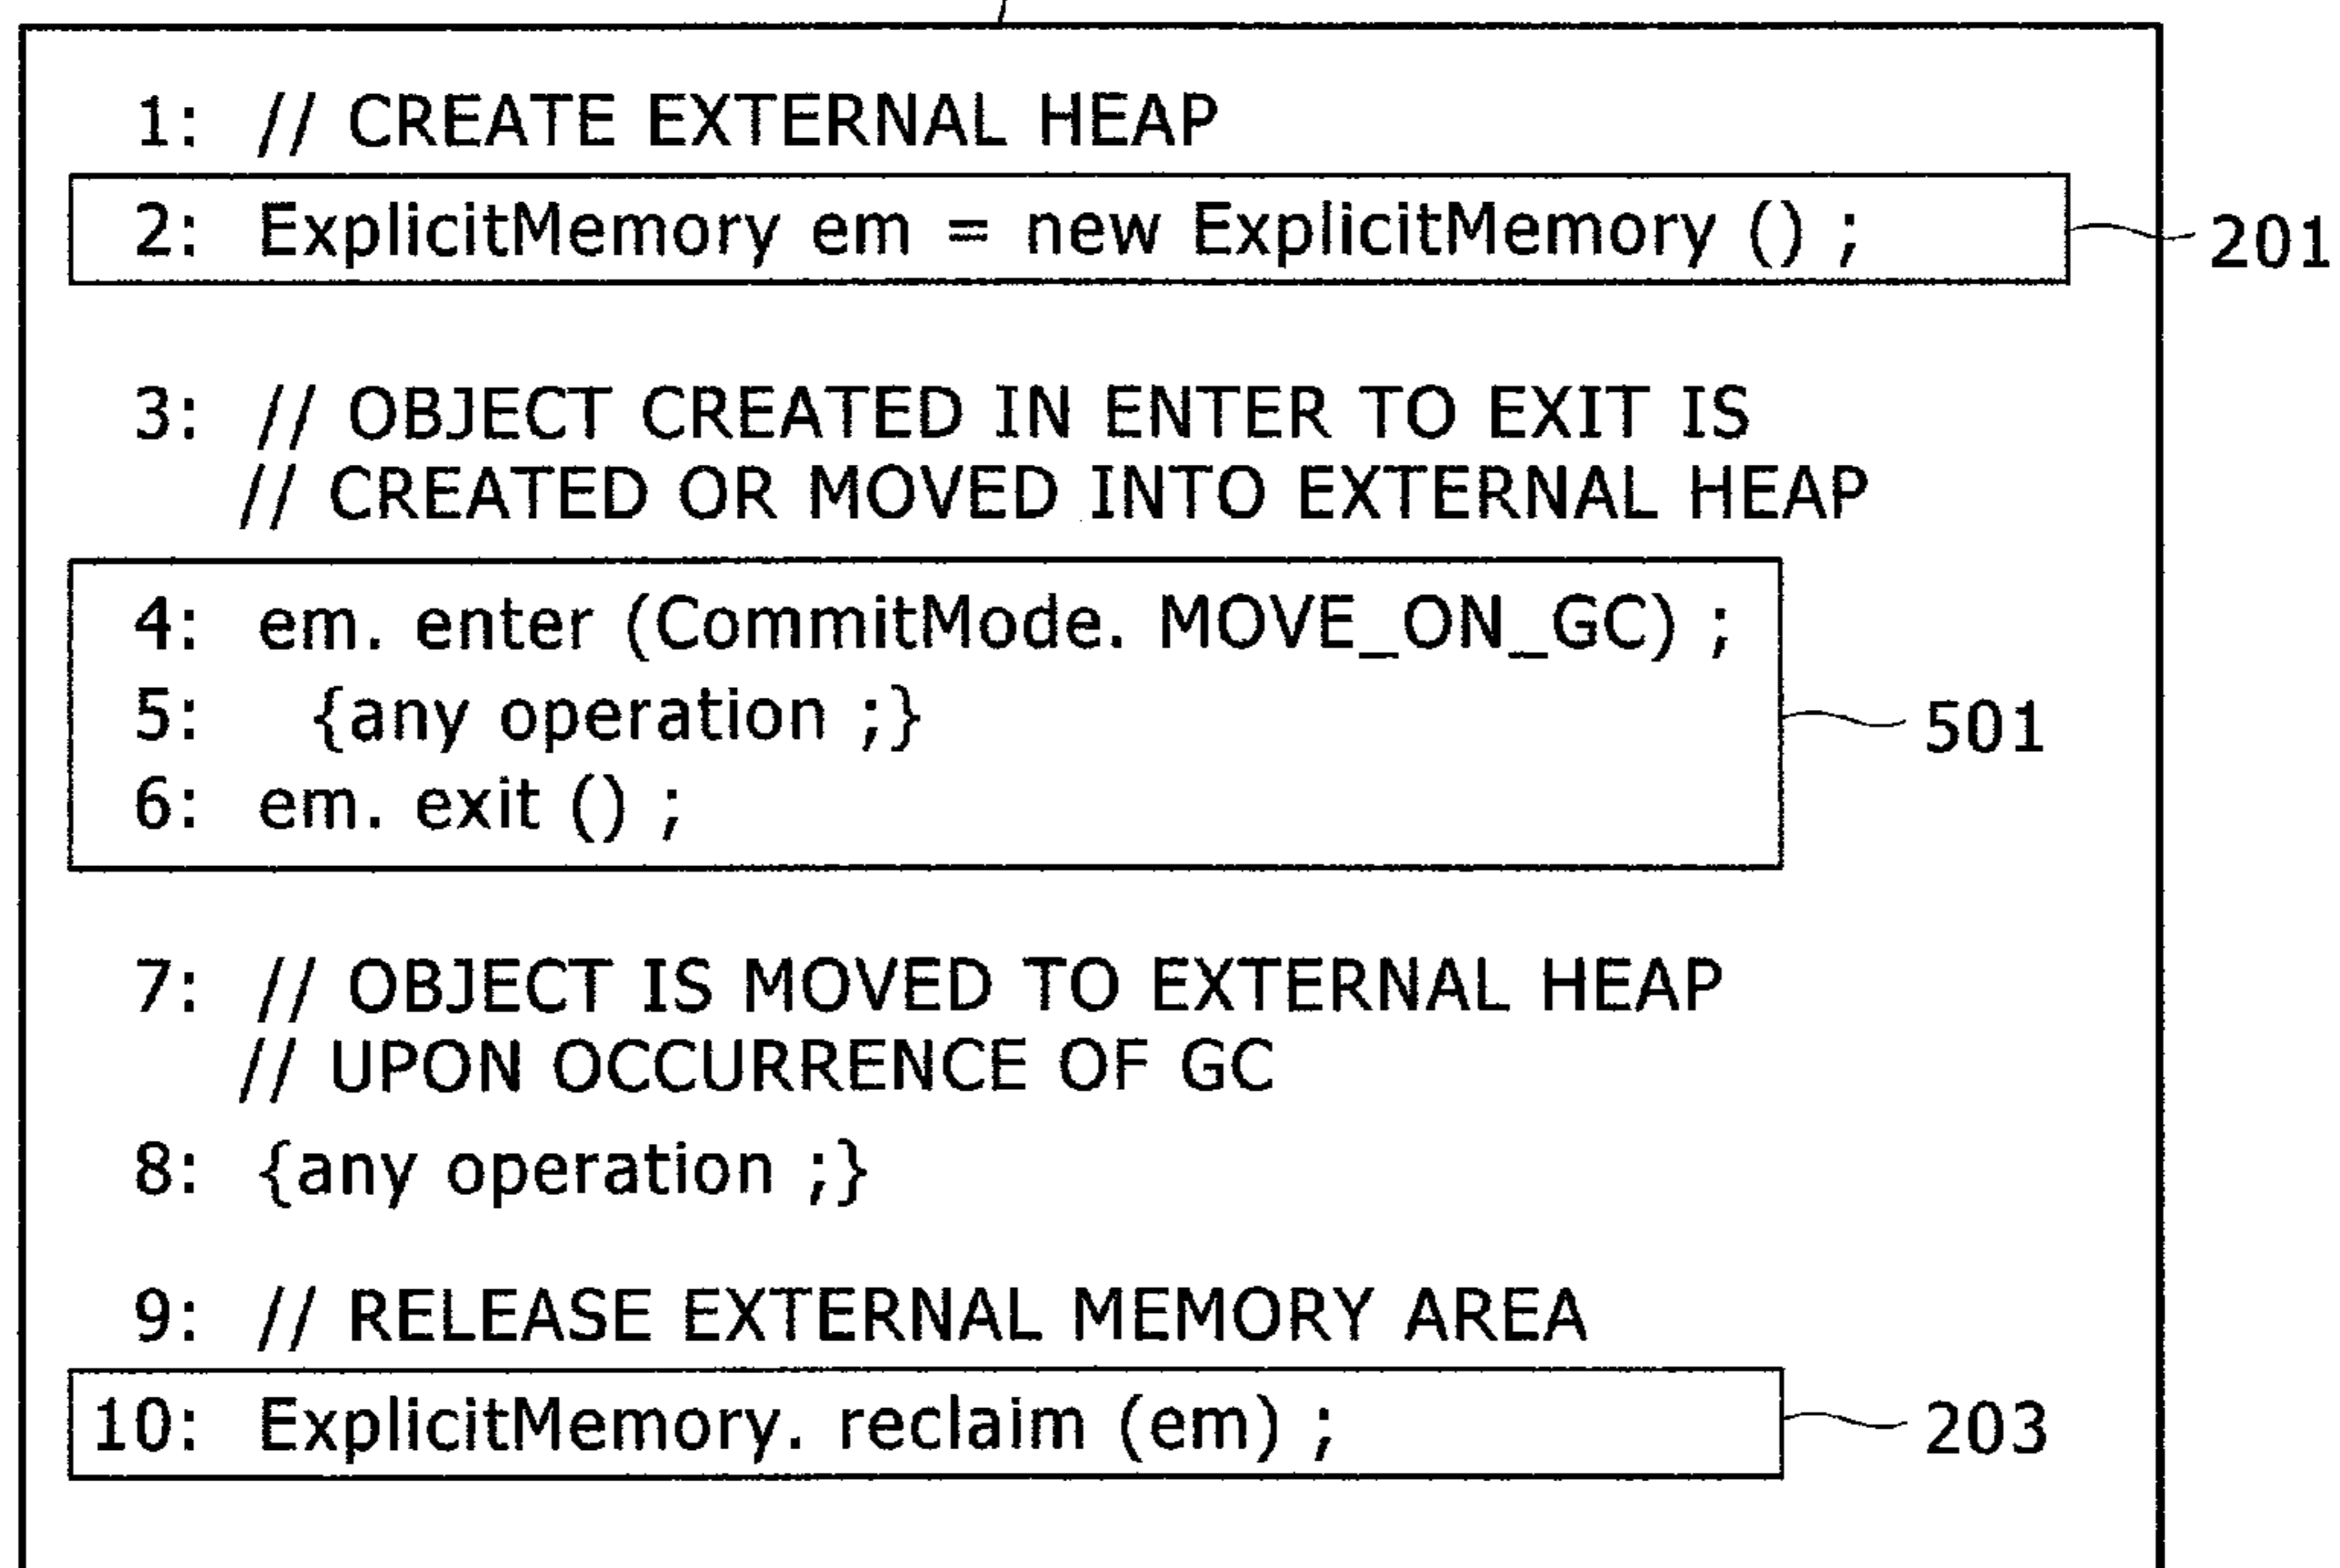 1: // CREATE EXTERNAL HEAP
2: ExplicitMemory em = new ExplicitMemory () ;
201
3: // OBJECT CREATED IN ENTER TO EXIT IS
// CREATED OR MOVED INTO EXTERNAL HEAP
4: em. enter (CommitMode. MOVE_ON_GC) ;
5: {any operation ;}
501
6: em. exit () ;
7: // OBJECT IS MOVED TO EXTERNAL HEAP
// UPON OCCURRENCE OF GC
8: {any operation ;}
9: // RELEASE EXTERNAL MEMORY AREA
10: ExplicitMemory. reclaim (em) ;
203